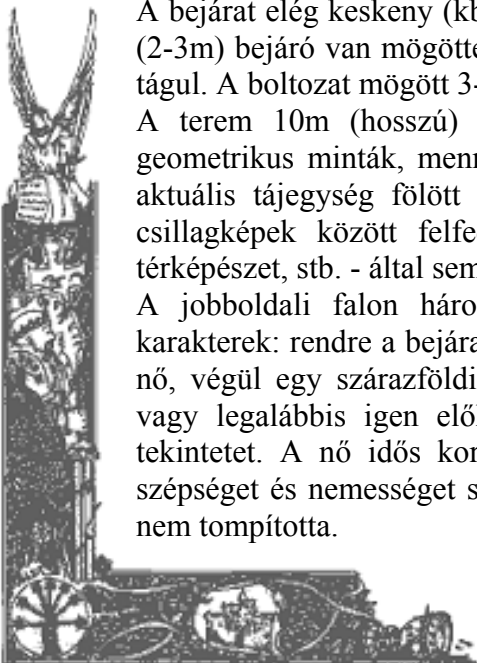 A bejárat elég keskeny (kb
(2-3m) bejáró van mögötte
tágul. A boltozat mögött 3-
A terem 10m (hosszú)
geometrikus minták, menn
aktuális tájegység fölött
csillagképek között felfe
térképészet, stb. - által sem
A jobboldali falon háro
karakterek: rendre a bejára
nő, végül egy szárazföldi
vagy legalábbis igen elő
tekintetet. A nő idős kor
szépséget és nemességet s
nem tompította.